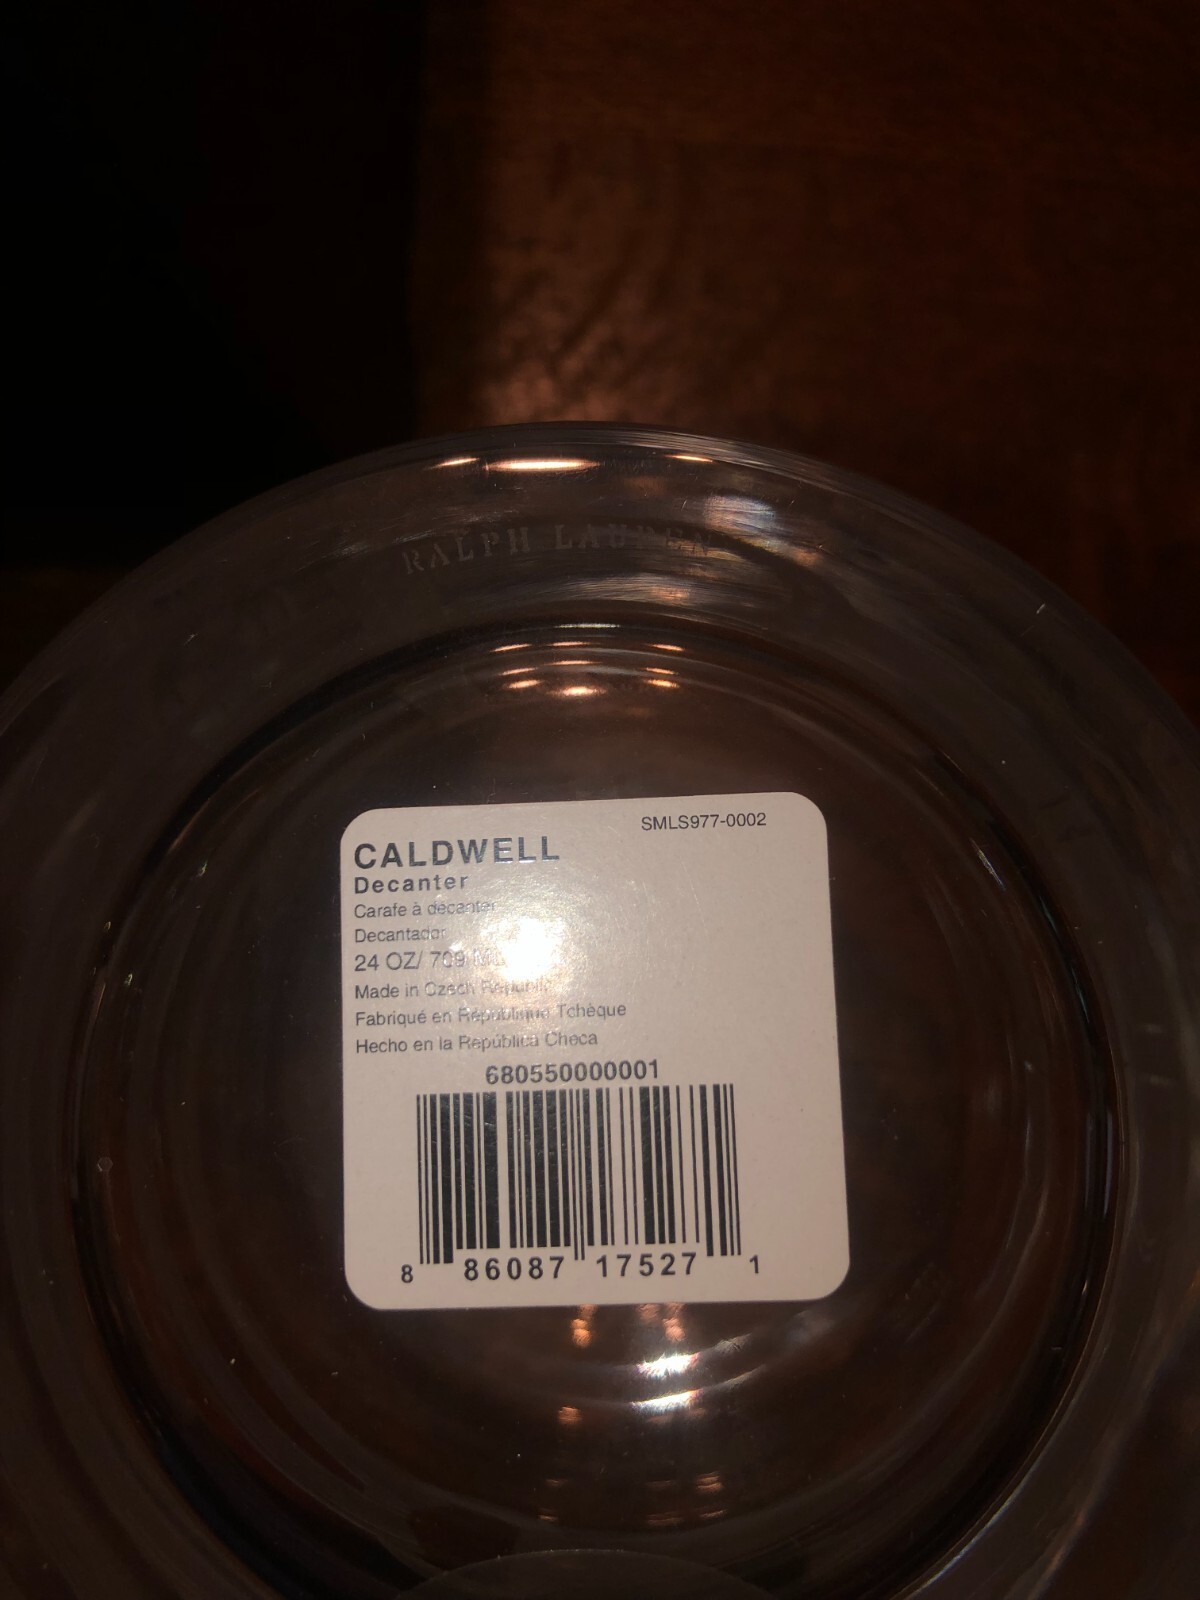 RALPH LAUREN
SMLS977-0002
CALDWELL
Decanter
Carafe à decanter
Decantador
24 OZ/ 709 ML
Made in Czech Republic
Fabriqué en République Tchèque
Hecho en la República Checa
680550000001
8 86087 17527 1